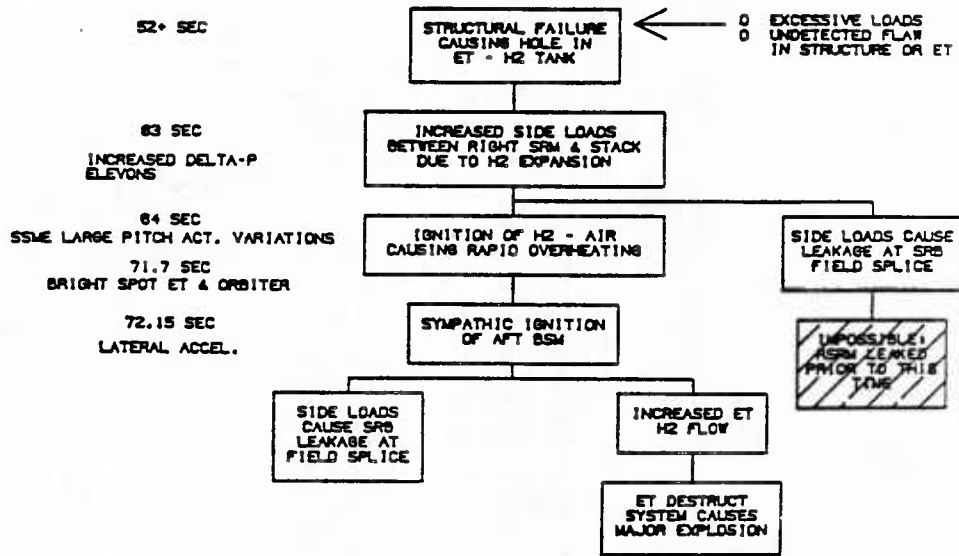 52+ SEC
STRUCTURAL FAILURE
CAUSING HOLE IN
ET - H2 TANK
O EXCESSIVE LOADS
O UNDETECTED FLAW
IN STRUCTURE OR ET
63 SEC
INCREASED DELTA-P
ELEVONS
INCREASED SIDE LOADS
BETWEEN RIGHT SRM & STACK
DUE TO H2 EXPANSION
64 SEC
SSME LARGE PITCH ACT. VARIATIONS
71.7 SEC
BRIGHT SPOT ET & ORBITER
IGNITION OF H2 - AIR
CAUSING RAPID OVERHEATING
SIDE LOADS CAUSE
LEAKAGE AT SRB
FIELD SPLICE
72.15 SEC
LATERAL ACCEL.
SYMPATHIC IGNITION
OF AFT BSM
IMPOSSIBLE:
RSRM LEAKED
PRIOR TO THIS
TIME
SIDE LOADS
CAUSE SRB
LEAKAGE AT
FIELD SPLICE
INCREASED ET
H2 FLOW
ET DESTRUCT
SYSTEM CAUSES
MAJOR EXPLOSION